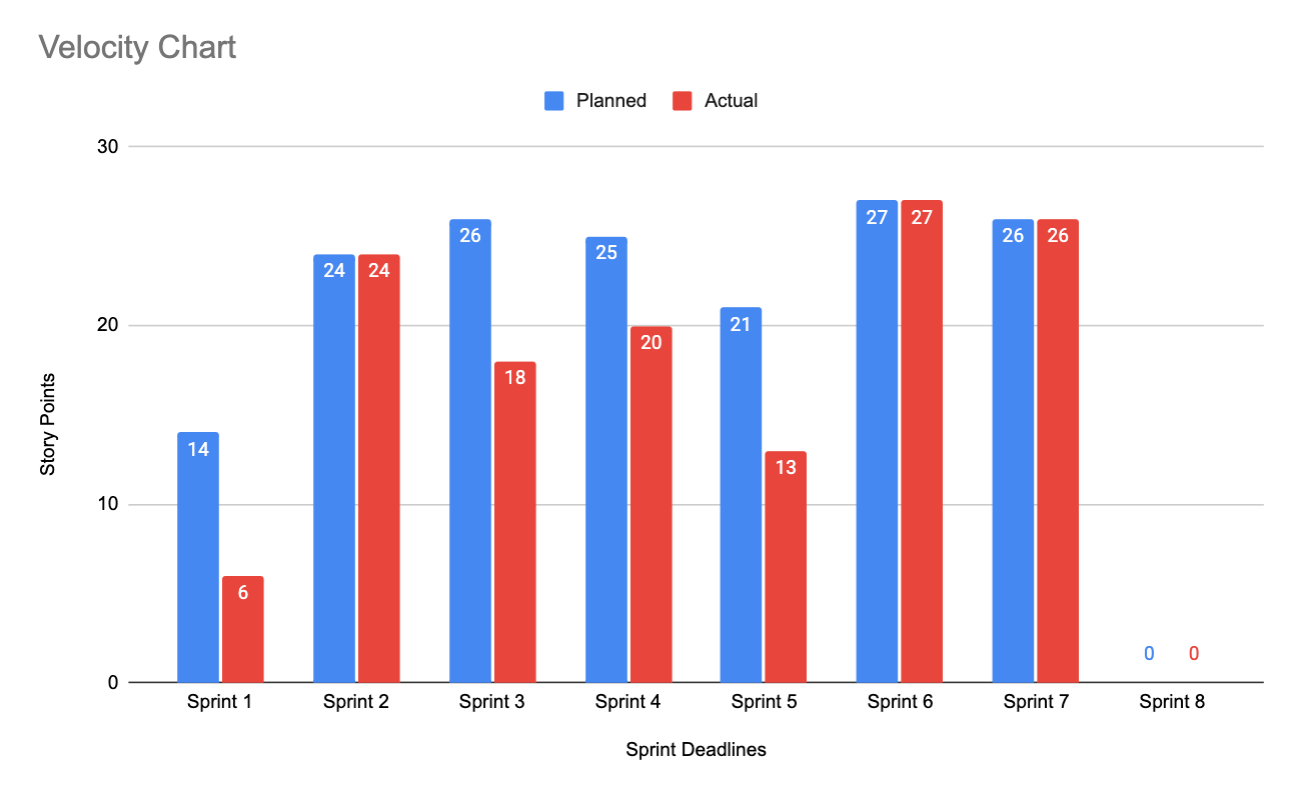 Velocity Chart
Planned Actual
30
20
10
0
Story Points
14 6
24 24
26 18
25 20
21 13
27 27
26 26
0 0
Sprint 1 Sprint 2 Sprint 3 Sprint 4 Sprint 5 Sprint 6 Sprint 7 Sprint 8
Sprint Deadlines